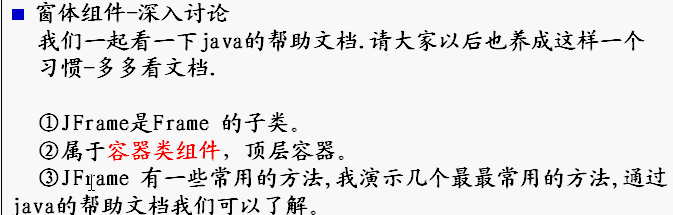 窗体组件-深入讨论
我们一起看一下java的帮助文档.请大家以后也养成这样一个
习惯-多多看文档.
①JFrame是Frame 的子类。
②属于容器类组件，顶层容器。
③JFrame 有一些常用的方法,我演示几个最最常用的方法,通过
java的帮助文档我们可以了解。